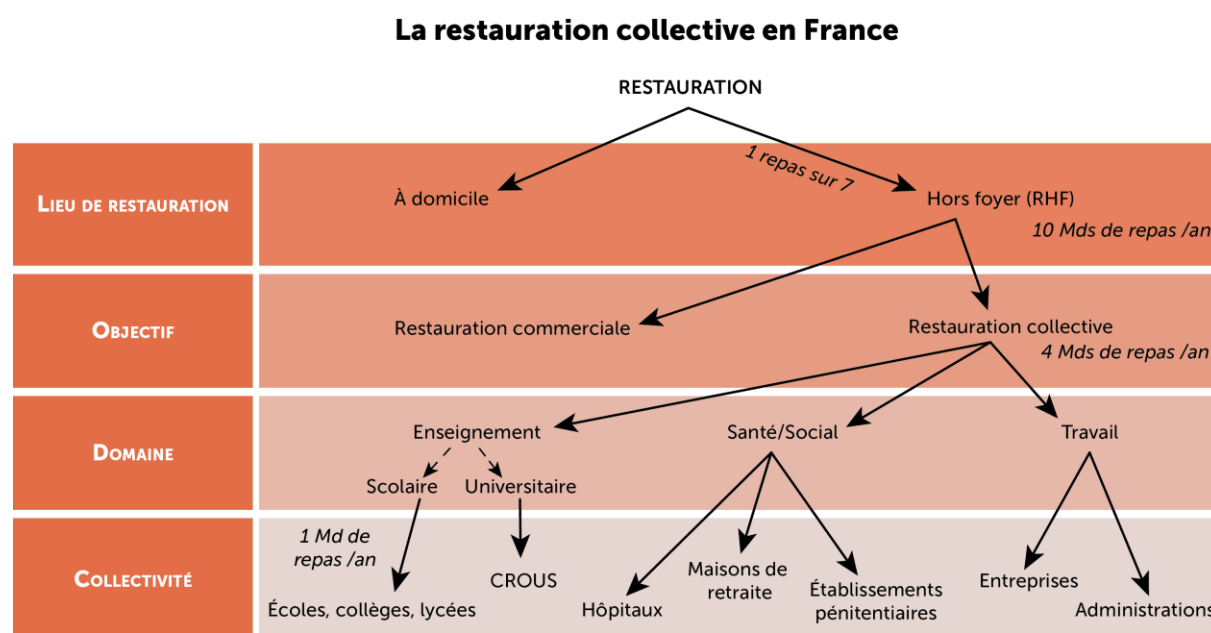 La restauration collective en France
RESTAURATION
1 repas sur 7
LIEU DE RESTAURATION
À domicile
Hors foyer (RHF)
10 Mds de repas /an
OBJECTIF
Restauration commerciale
Restauration collective
4 Mds de repas /an
DOMAINE
Enseignement
Santé/Social
Travail
Scolaire
Universitaire
COLLECTIVITÉ
1 Md de
repas /an
Écoles, collèges, lycées
CROUS
Hôpitaux
Maisons de
retraite
Établissements
pénitentiaires
Entreprises
Administrations